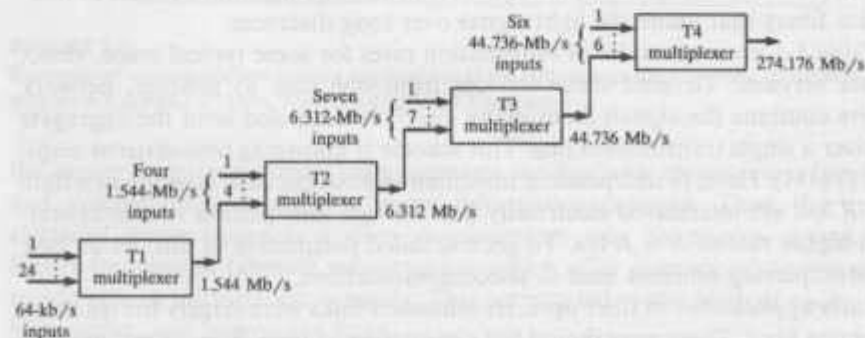 Six
44.736-Mb/s
inputs
1
6
T4
multiplexer
274.176 Mb/s
Seven
6.312-Mb/s
inputs
1
7
T3
multiplexer
44.736 Mb/s
Four
1.544-Mb/s
inputs
1
4
T2
multiplexer
6.312 Mb/s
1
24
64-kb/s
inputs
T1
multiplexer
1.544 Mb/s